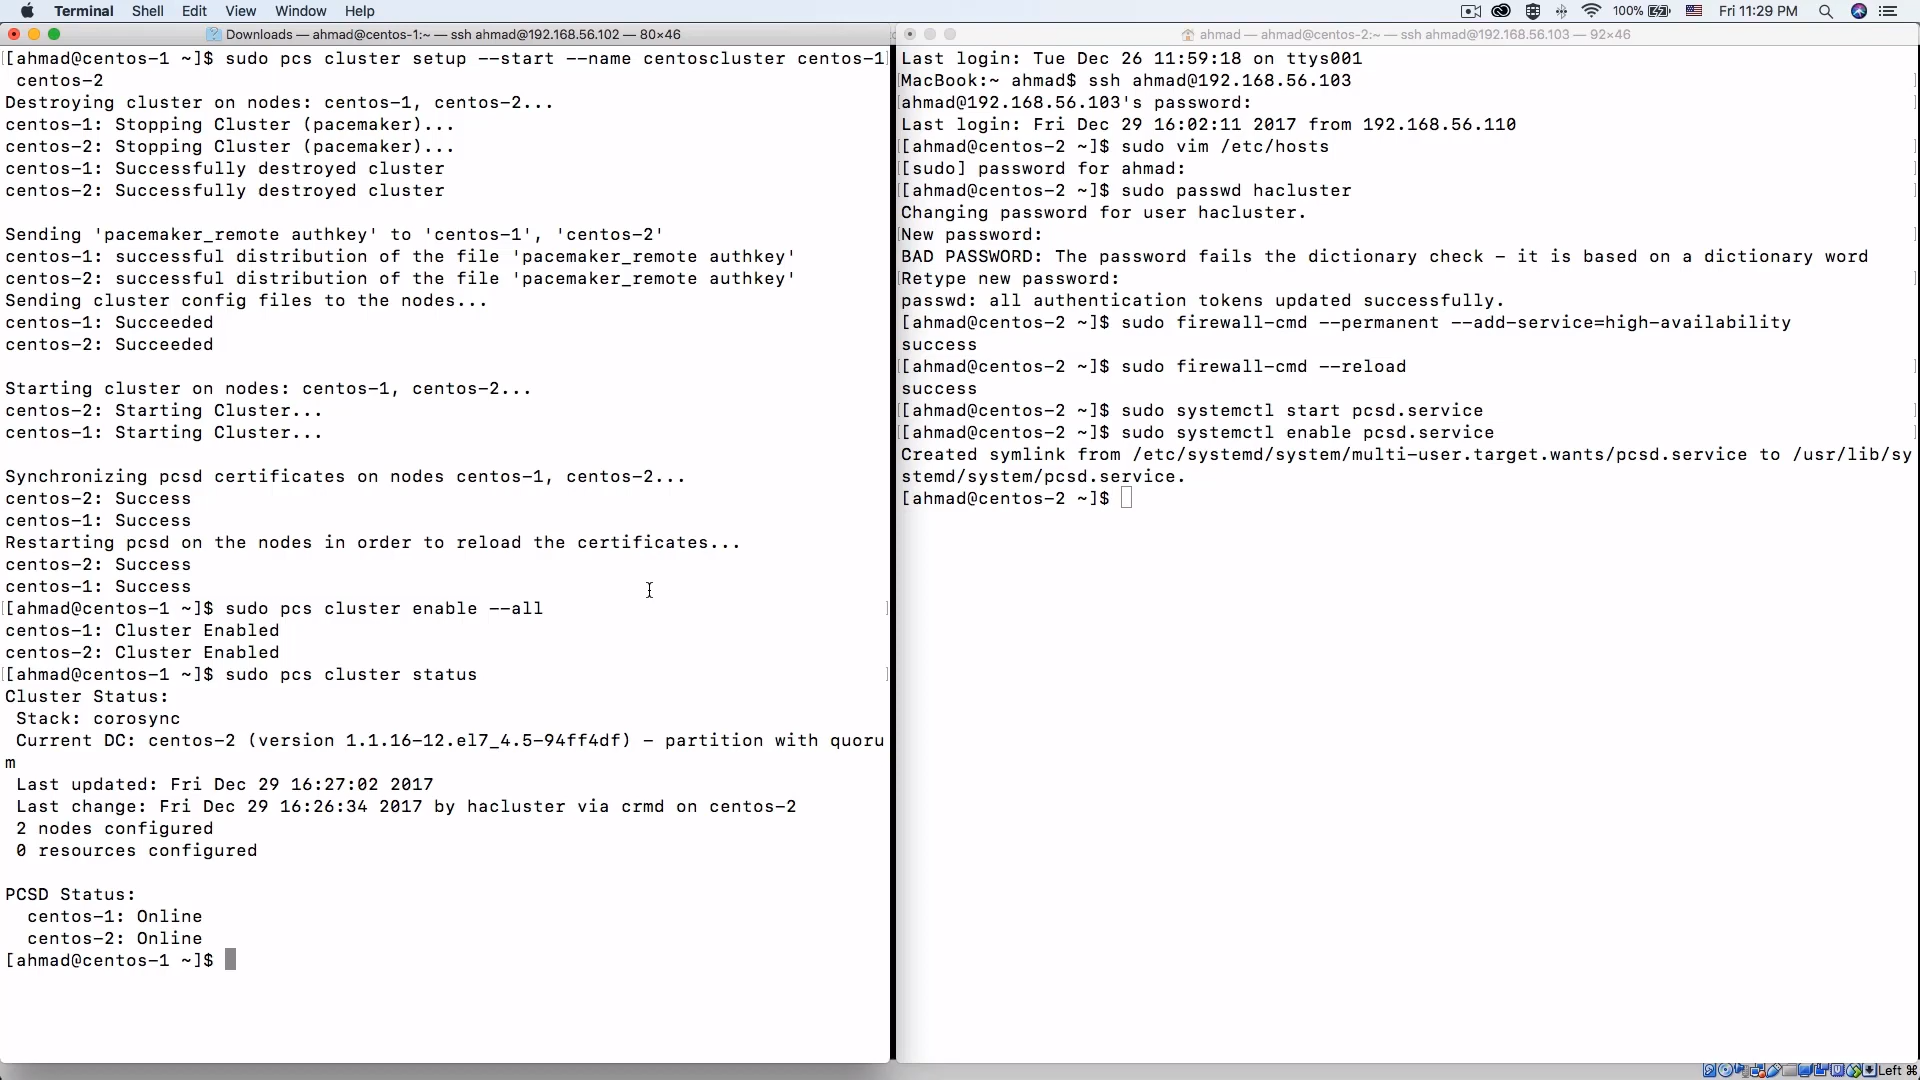 Terminal Shell Edit View Window Help
100% Fri 11:29 PM
Downloads — ahmad@centos-1:~ — ssh ahmad@192.168.56.102 — 80×46
[ahmad@centos-1 ~]$ sudo pcs cluster setup --start --name centoscluster centos-1
centos-2
Destroying cluster on nodes: centos-1, centos-2...
centos-1: Stopping Cluster (pacemaker)...
centos-2: Stopping Cluster (pacemaker)...
centos-1: Successfully destroyed cluster
centos-2: Successfully destroyed cluster
Sending 'pacemaker_remote authkey' to 'centos-1', 'centos-2'
centos-1: successful distribution of the file 'pacemaker_remote authkey'
centos-2: successful distribution of the file 'pacemaker_remote authkey'
Sending cluster config files to the nodes...
centos-1: Succeeded
centos-2: Succeeded
Starting cluster on nodes: centos-1, centos-2...
centos-2: Starting Cluster...
centos-1: Starting Cluster...
Synchronizing pcsd certificates on nodes centos-1, centos-2...
centos-2: Success
centos-1: Success
Restarting pcsd on the nodes in order to reload the certificates...
centos-2: Success
centos-1: Success
[ahmad@centos-1 ~]$ sudo pcs cluster enable --all
centos-1: Cluster Enabled
centos-2: Cluster Enabled
[ahmad@centos-1 ~]$ sudo pcs cluster status
Cluster Status:
Stack: corosync
Current DC: centos-2 (version 1.1.16-12.el7_4.5-94ff4df) - partition with quoru
m
Last updated: Fri Dec 29 16:27:02 2017
Last change: Fri Dec 29 16:26:34 2017 by hacluster via crmd on centos-2
2 nodes configured
0 resources configured
PCSD Status:
centos-1: Online
centos-2: Online
[ahmad@centos-1 ~]$
ahmad — ahmad@centos-2:~ — ssh ahmad@192.168.56.103 — 92×46
Last login: Tue Dec 26 11:59:18 on ttys001
MacBook:~ ahmad$ ssh ahmad@192.168.56.103
ahmad@192.168.56.103's password:
Last login: Fri Dec 29 16:02:11 2017 from 192.168.56.110
[ahmad@centos-2 ~]$ sudo vim /etc/hosts
[sudo] password for ahmad:
[ahmad@centos-2 ~]$ sudo passwd hacluster
Changing password for user hacluster.
New password:
BAD PASSWORD: The password fails the dictionary check - it is based on a dictionary word
Retype new password:
passwd: all authentication tokens updated successfully.
[ahmad@centos-2 ~]$ sudo firewall-cmd --permanent --add-service=high-availability
success
[ahmad@centos-2 ~]$ sudo firewall-cmd --reload
success
[ahmad@centos-2 ~]$ sudo systemctl start pcsd.service
[ahmad@centos-2 ~]$ sudo systemctl enable pcsd.service
Created symlink from /etc/systemd/system/multi-user.target.wants/pcsd.service to /usr/lib/sy
stemd/system/pcsd.service.
[ahmad@centos-2 ~]$
Left ⌘